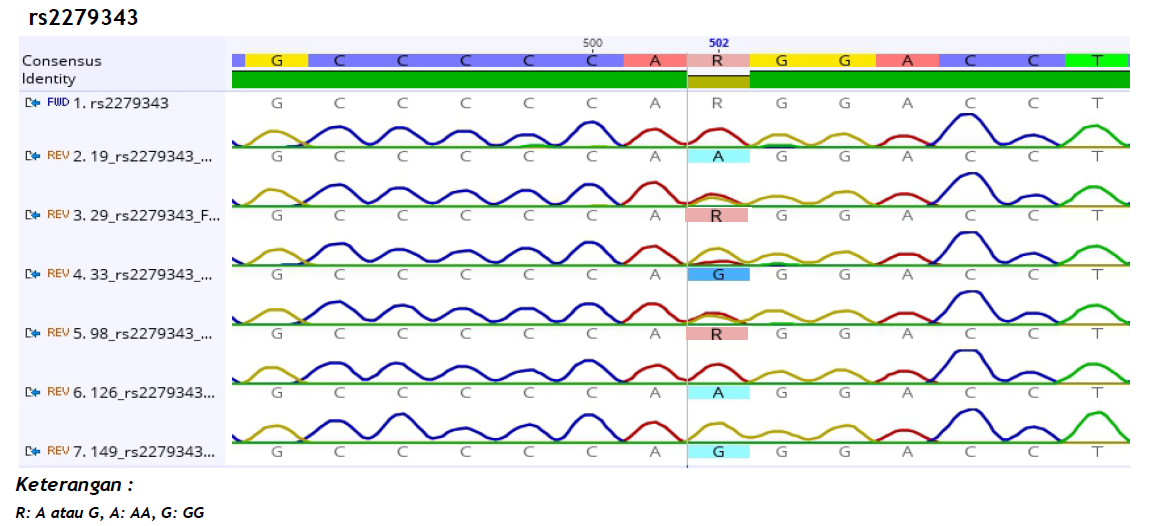 rs2279343
500 502
Consensus G C C C C C A R G G A C C T
Identity
FWD 1. rs2279343 G C C C C C A R G G A C C T
REV 2. 19_rs2279343_... G C C C C C A A G G A C C T
REV 3. 29_rs2279343_F... G C C C C C A R G G A C C T
REV 4. 33_rs2279343_... G C C C C C A G G G A C C T
REV 5. 98_rs2279343_... G C C C C C A R G G A C C T
REV 6. 126_rs2279343... G C C C C C A A G G A C C T
REV 7. 149_rs2279343... G C C C C C A G G G A C C T
Keterangan :
R: A atau G, A: AA, G: GG